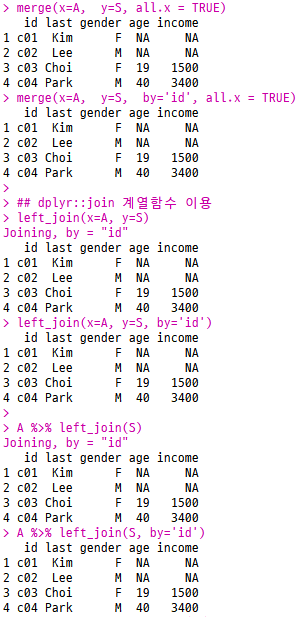 > merge(x=A,  y=S, all.x = TRUE)
   id last gender age income
1 c01  Kim      F  NA     NA
2 c02  Lee      M  NA     NA
3 c03 Choi      F  19   1500
4 c04 Park      M  40   3400
> merge(x=A,  y=S,  by='id', all.x = TRUE)
   id last gender age income
1 c01  Kim      F  NA     NA
2 c02  Lee      M  NA     NA
3 c03 Choi      F  19   1500
4 c04 Park      M  40   3400
>
> ## dplyr::join 계열함수 이용
> left_join(x=A, y=S)
Joining, by = "id"
   id last gender age income
1 c01  Kim      F  NA     NA
2 c02  Lee      M  NA     NA
3 c03 Choi      F  19   1500
4 c04 Park      M  40   3400
> left_join(x=A, y=S, by='id')
   id last gender age income
1 c01  Kim      F  NA     NA
2 c02  Lee      M  NA     NA
3 c03 Choi      F  19   1500
4 c04 Park      M  40   3400
>
> A %>% left_join(S)
Joining, by = "id"
   id last gender age income
1 c01  Kim      F  NA     NA
2 c02  Lee      M  NA     NA
3 c03 Choi      F  19   1500
4 c04 Park      M  40   3400
> A %>% left_join(S, by='id')
   id last gender age income
1 c01  Kim      F  NA     NA
2 c02  Lee      M  NA     NA
3 c03 Choi      F  19   1500
4 c04 Park      M  40   3400